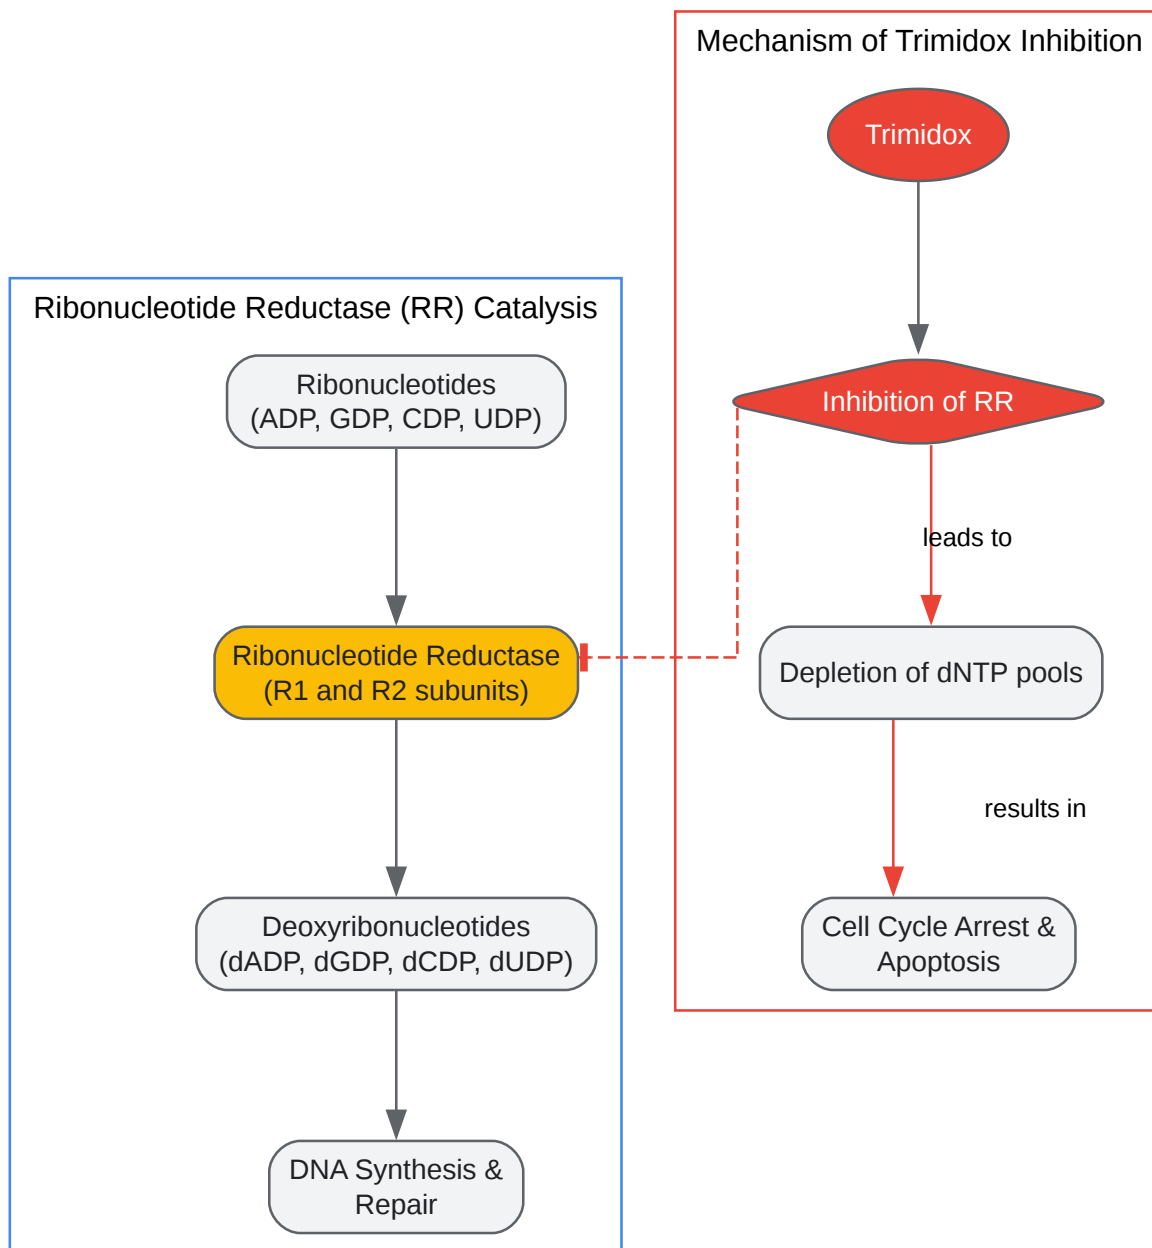 Mechanism of Trimidox Inhibition
Trimidox
Inhibition of RR
leads to
Depletion of dNTP pools
results in
Cell Cycle Arrest &
Apoptosis
Ribonucleotide Reductase (RR) Catalysis
Ribonucleotides
(ADP, GDP, CDP, UDP)
Ribonucleotide Reductase
(R1 and R2 subunits)
Deoxyribonucleotides
(dADP, dGDP, dCDP, dUDP)
DNA Synthesis &
Repair